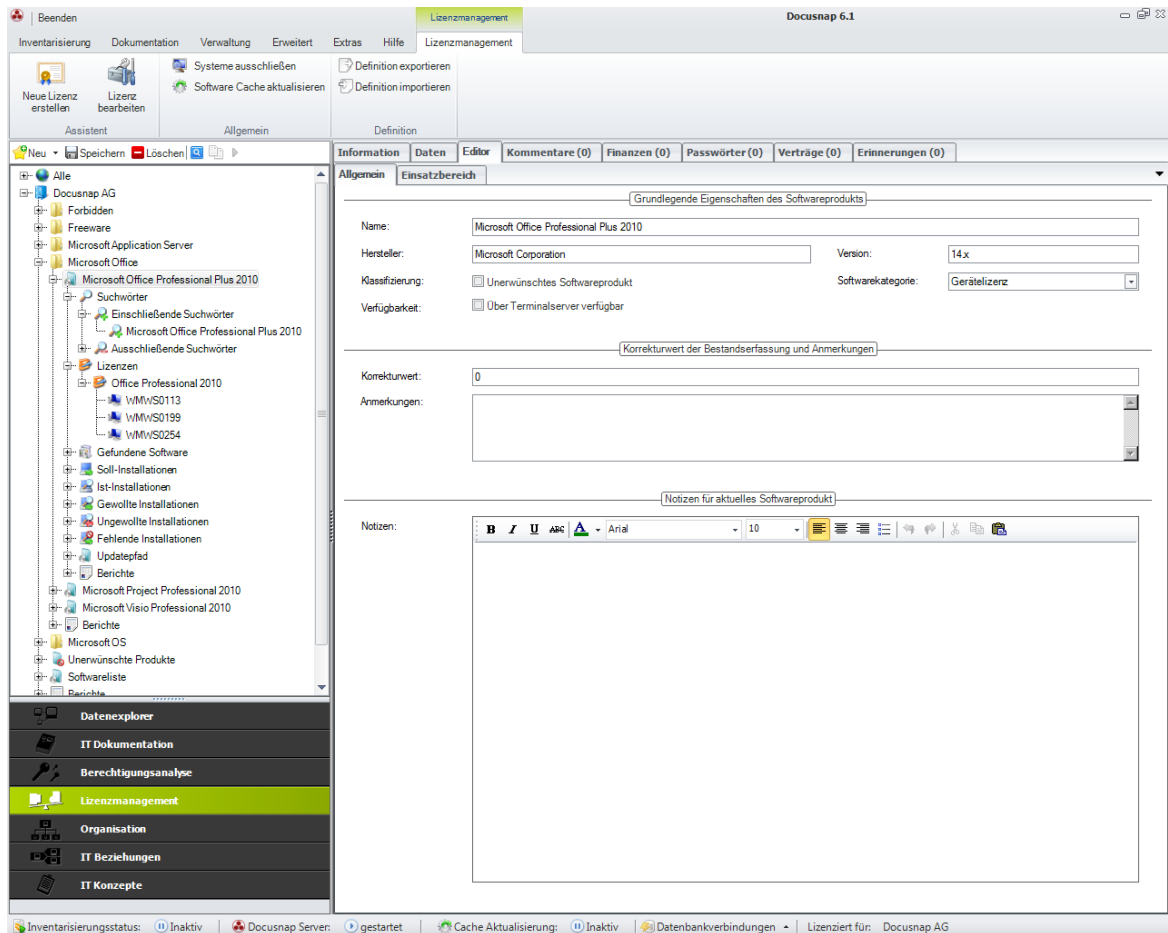 Beenden
Lizenzmanagement
Docusnap 6.1
Inventarisierung Dokumentation Verwaltung Erweitert Extras Hilfe Lizenzmanagement
Neue Lizenz erstellen
Lizenz bearbeiten
Systeme ausschließen
Software Cache aktualisieren
Definition exportieren
Definition importieren
Assistent Allgemein Definition
Neu Speichern Löschen
Alle
Docusnap AG
Forbidden
Freeware
Microsoft Application Server
Microsoft Office
Microsoft Office Professional Plus 2010
Suchwörter
Einschließende Suchwörter
Microsoft Office Professional Plus 2010
Ausschließende Suchwörter
Lizenzen
Office Professional 2010
WMWS0113
WMWS0199
WMWS0254
Gefundene Software
Soll-Installationen
Ist-Installationen
Gewollte Installationen
Ungewollte Installationen
Fehlende Installationen
Updatepfad
Berichte
Microsoft Project Professional 2010
Microsoft Visio Professional 2010
Berichte
Microsoft OS
Unerwünschte Produkte
Softwareliste
Berichte
Datenexplorer
IT Dokumentation
Berechtigungsanalyse
Lizenzmanagement
Organisation
IT Beziehungen
IT Konzepte
Information Daten Editor Kommentare (0) Finanzen (0) Passwörter (0) Verträge (0) Erinnerungen (0)
Allgemein Einsatzbereich
Grundlegende Eigenschaften des Softwareprodukts
Name: Microsoft Office Professional Plus 2010
Hersteller: Microsoft Corporation Version: 14.x
Klassifizierung: Unerwünschtes Softwareprodukt Softwarekategorie: Gerätelizenz
Verfügbarkeit: Über Terminalserver verfügbar
Korrekturwert der Bestandserfassung und Anmerkungen
Korrekturwert: 0
Anmerkungen:
Notizen für aktuelles Softwareprodukt
Notizen: B I U ABC A Arial 10
Inventarisierungsstatus: Inaktiv Docusnap Server: gestartet Cache Aktualisierung: Inaktiv Datenbankverbindungen Lizenziert für: Docusnap AG